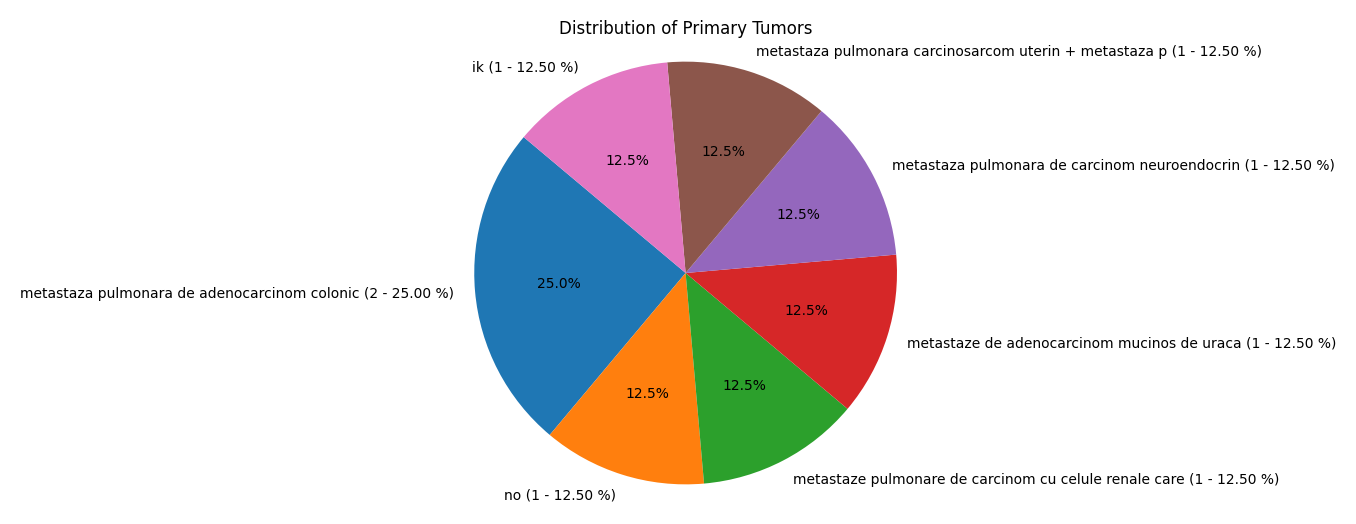 Distribution of Primary Tumors
metastaza pulmonara carcinosarcom uterin + metastaza p (1 - 12.50 %)
ik (1 - 12.50 %)
12.5%
12.5%
metastaza pulmonara de carcinom neuroendocrin (1 - 12.50 %)
12.5%
25.0%
metastaza pulmonara de adenocarcinom colonic (2 - 25.00 %)
12.5%
metastaze de adenocarcinom mucinos de uraca (1 - 12.50 %)
12.5%
12.5%
metastaze pulmonare de carcinom cu celule renale care (1 - 12.50 %)
no (1 - 12.50 %)